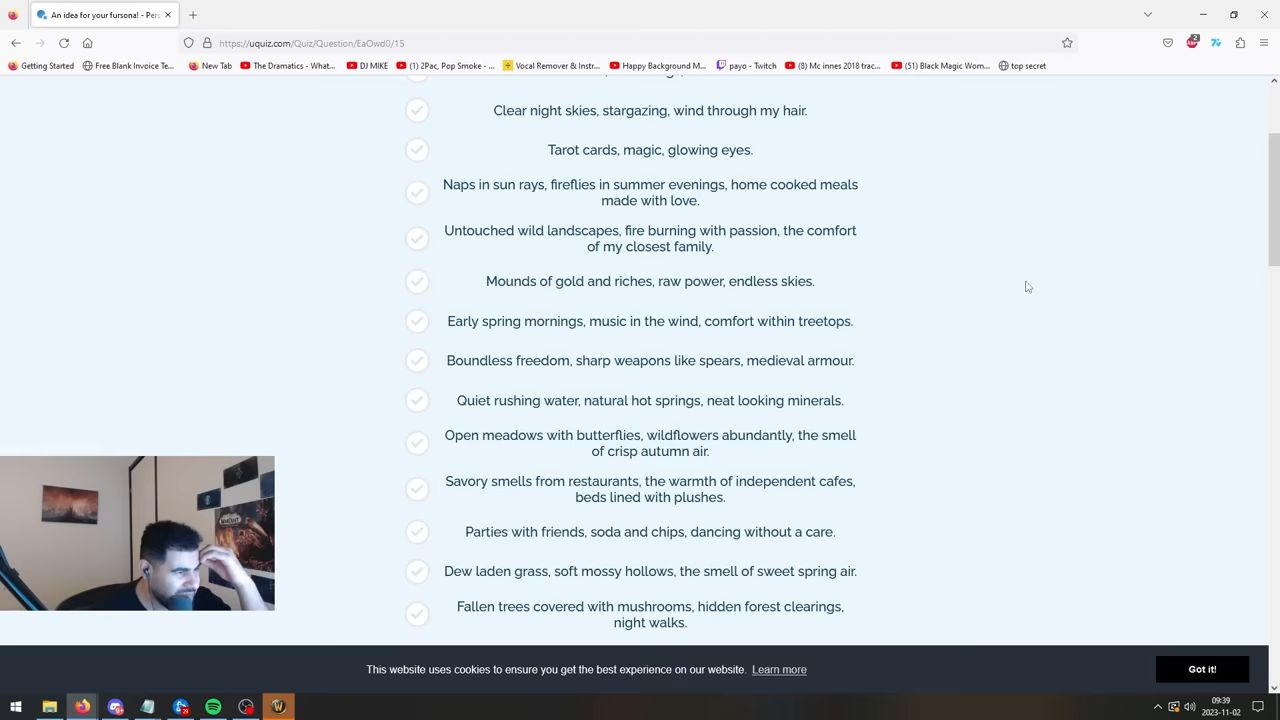 An idea for your fursona! - Pers
https://uquiz.com/Quiz/Question/EaOwd0/15
2
Getting Started
Free Blank Invoice Te...
New Tab
The Dramatics - What...
DJ MIKE
(1) 2Pac, Pop Smoke - ...
Vocal Remover & Instr...
Happy Background M...
payo - Twitch
(8) Mc innes 2018 trac...
(51) Black Magic Wom...
top secret
Clear night skies, stargazing, wind through my hair.
Tarot cards, magic, glowing eyes.
Naps in sun rays, fireflies in summer evenings, home cooked meals
made with love.
Untouched wild landscapes, fire burning with passion, the comfort
of my closest family.
Mounds of gold and riches, raw power, endless skies.
Early spring mornings, music in the wind, comfort within treetops.
Boundless freedom, sharp weapons like spears, medieval armour.
Quiet rushing water, natural hot springs, neat looking minerals.
Open meadows with butterflies, wildflowers abundantly, the smell
of crisp autumn air.
Savory smells from restaurants, the warmth of independent cafes,
beds lined with plushes.
Parties with friends, soda and chips, dancing without a care.
Dew laden grass, soft mossy hollows, the smell of sweet spring air.
Fallen trees covered with mushrooms, hidden forest clearings,
night walks.
This website uses cookies to ensure you get the best experience on our website. Learn more
Got it!
09:39
2023-11-02